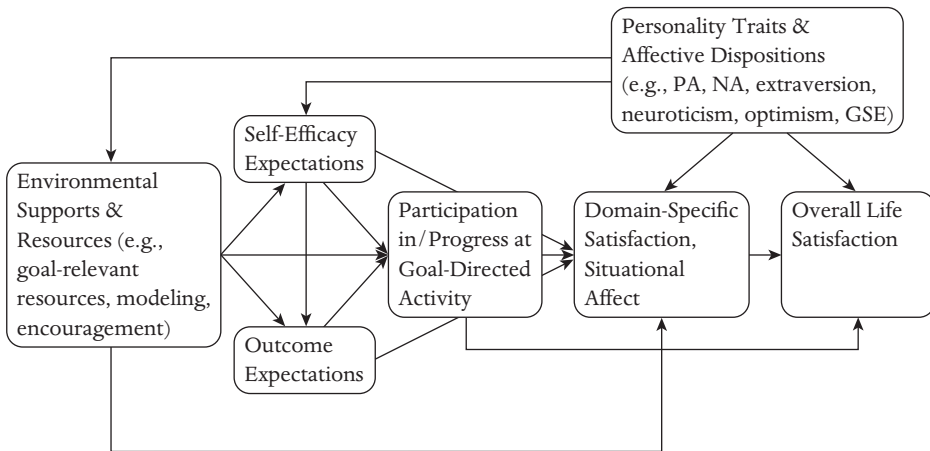 Personality Traits &
Affective Dispositions
(e.g., PA, NA, extraversion,
neuroticism, optimism, GSE)
Self-Efficacy
Expectations
Environmental
Supports &
Resources (e.g.,
goal-relevant
resources, modeling,
encouragement)
Participation
in/Progress at
Goal-Directed
Activity
Domain-Specific
Satisfaction,
Situational
Affect
Overall Life
Satisfaction
Outcome
Expectations